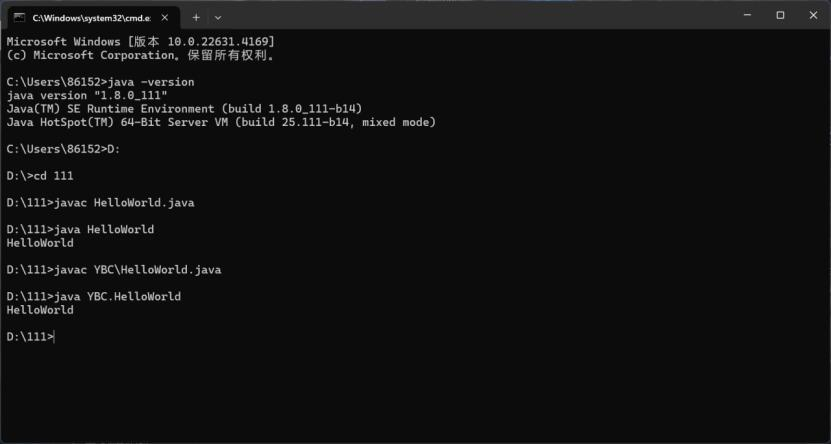 C:\Windows\system32\cmd.e:
Microsoft Windows [版本 10.0.22631.4169]
(c) Microsoft Corporation。保留所有权利。
C:\Users\86152>java -version
java version "1.8.0_111"
Java(TM) SE Runtime Environment (build 1.8.0_111-b14)
Java HotSpot(TM) 64-Bit Server VM (build 25.111-b14, mixed mode)
C:\Users\86152>D:
D:\>cd 111
D:\111>javac HelloWorld.java
D:\111>java HelloWorld
HelloWorld
D:\111>javac YBC\HelloWorld.java
D:\111>java YBC.HelloWorld
HelloWorld
D:\111>